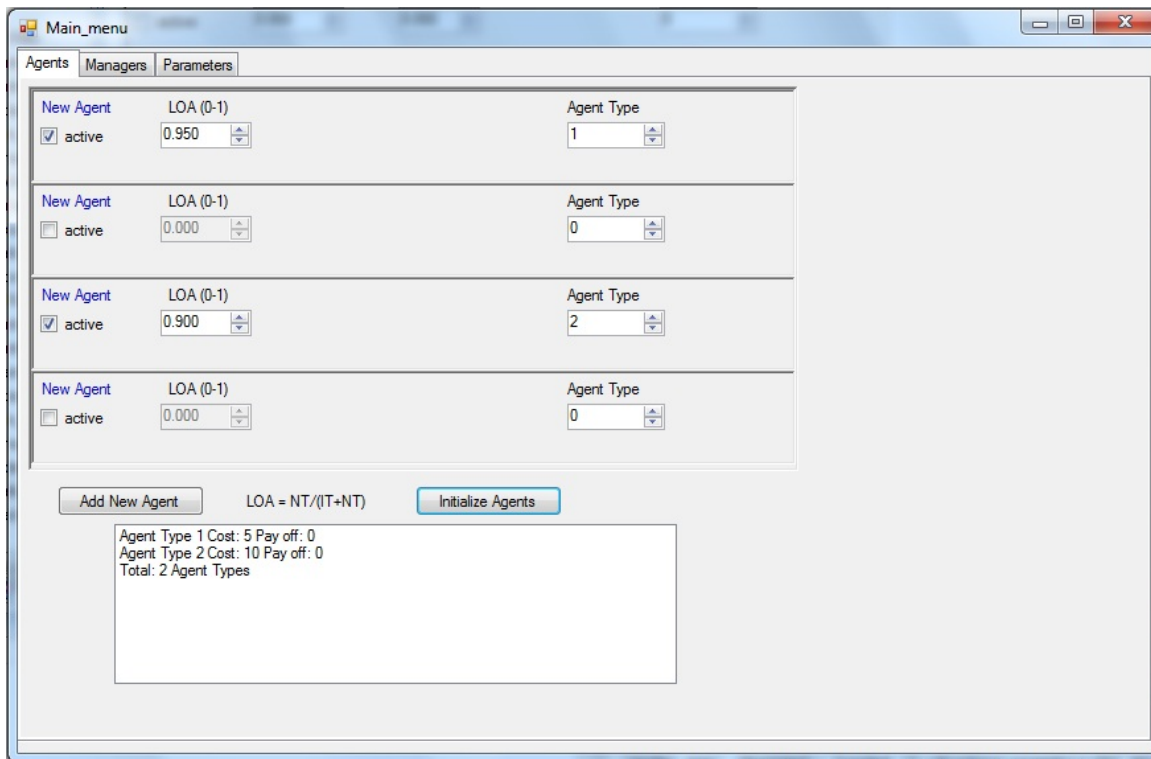 Main_menu
Agents Managers Parameters
New Agent LOA (0-1) Agent Type
active 0.950 1
New Agent LOA (0-1) Agent Type
active 0.000 0
New Agent LOA (0-1) Agent Type
active 0.900 2
New Agent LOA (0-1) Agent Type
active 0.000 0
Add New Agent LOA = NT/(IT+NT) Initialize Agents
Agent Type 1 Cost: 5 Pay off: 0
Agent Type 2 Cost: 10 Pay off: 0
Total: 2 Agent Types